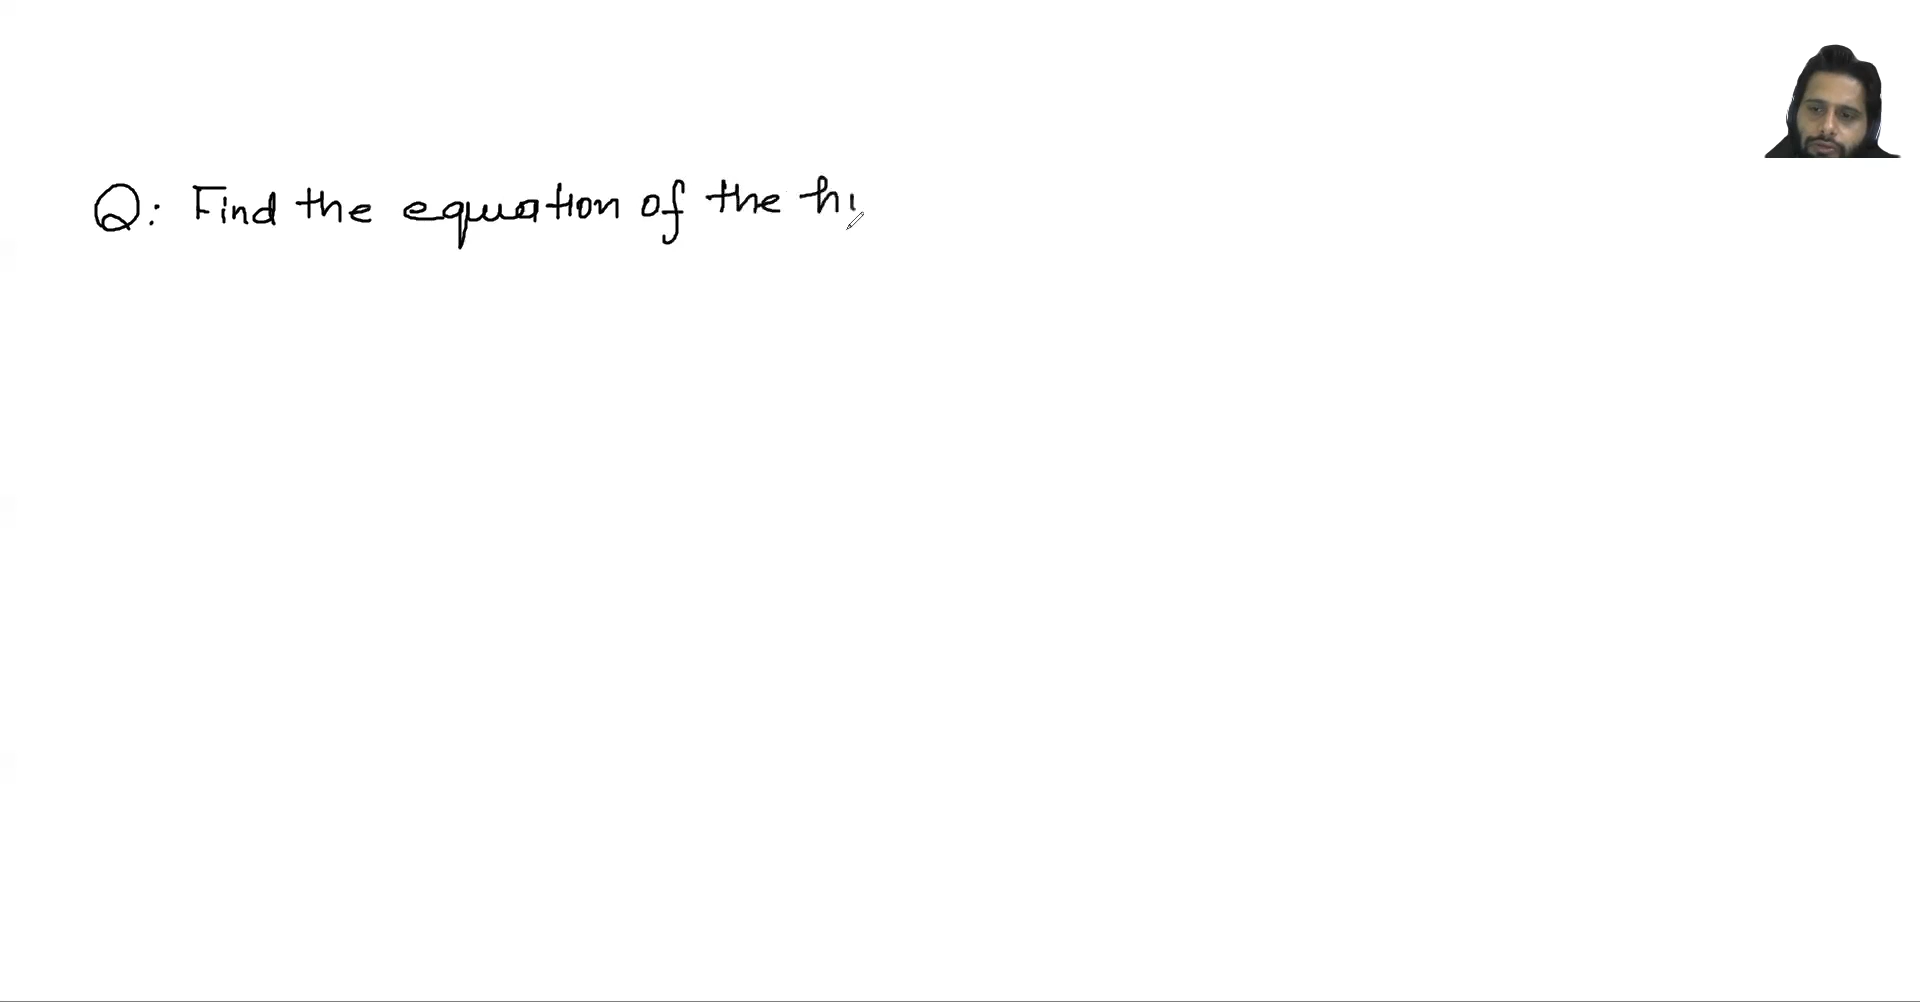 Q: Find the equation of the